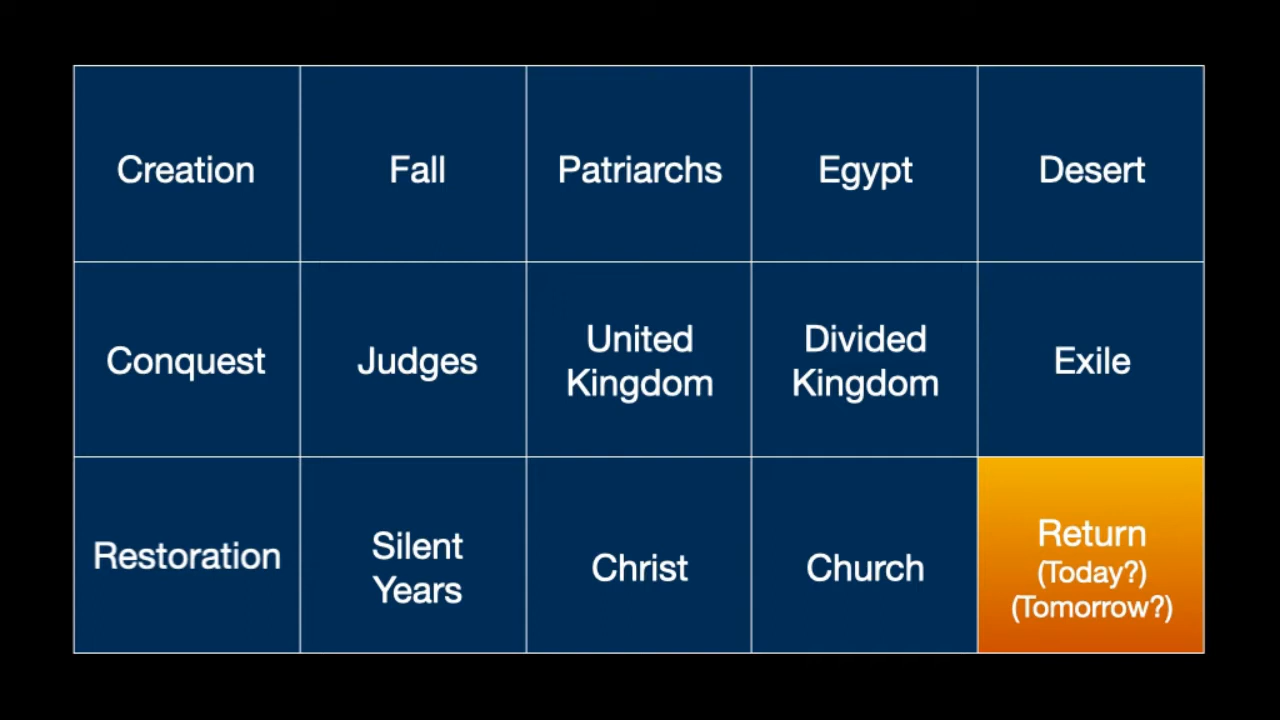 Creation
Fall
Patriarchs
Egypt
Desert
Conquest
Judges
United
Kingdom
Divided
Kingdom
Exile
Restoration
Silent
Years
Christ
Church
Return
(Today?)
(Tomorrow?)